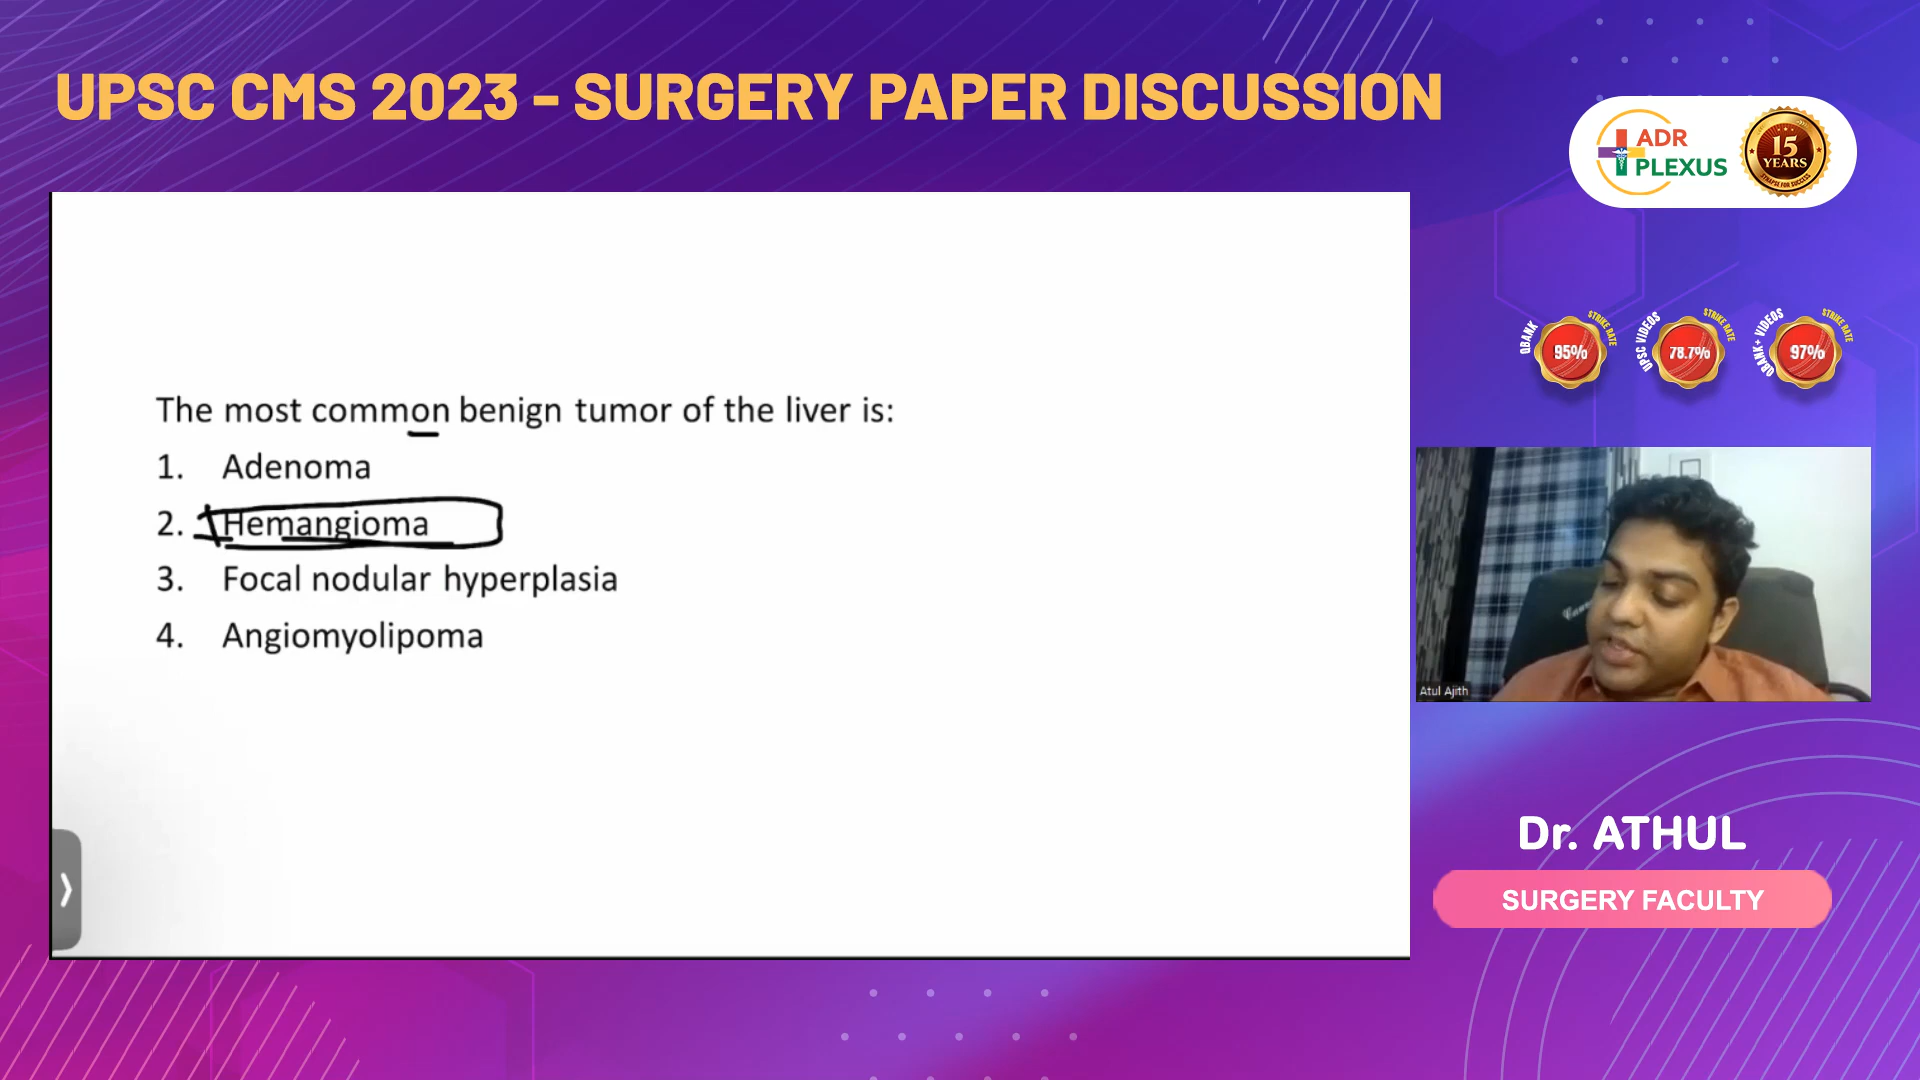 UPSC CMS 2023 - SURGERY PAPER DISCUSSION
ADR
PLEXUS
15
YEARS
QBANK
95%
STRIKE RATE
UPSC VIDEOS
78.7%
STRIKE RATE
QBANK+ VIDEOS
97%
STRIKE RATE
The most common benign tumor of the liver is:
1. Adenoma
2. Hemangioma
3. Focal nodular hyperplasia
4. Angiomyolipoma
Atul Ajith
Dr. ATHUL
SURGERY FACULTY